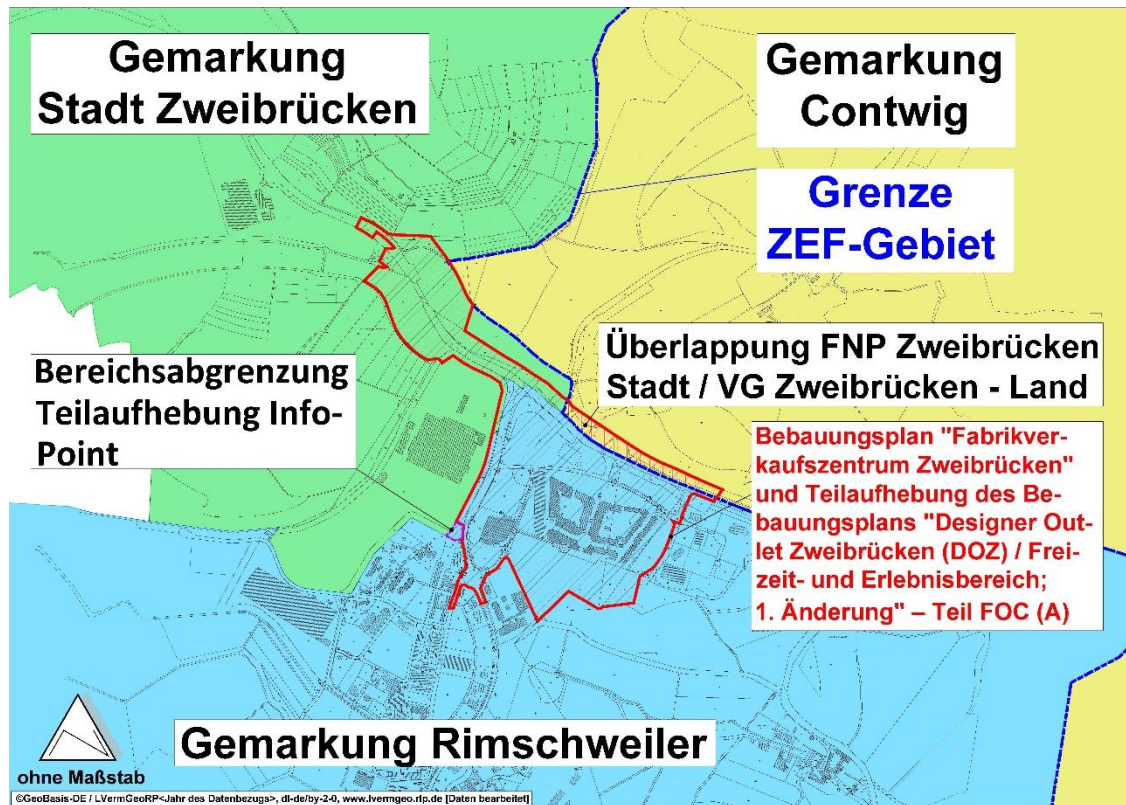 Gemarkung
Stadt Zweibrücken
Gemarkung
Contwig
Grenze
ZEF-Gebiet
Überlappung FNP Zweibrücken
Stadt / VG Zweibrücken - Land
Bereichsabgrenzung
Teilaufhebung Info-
Point
Bebauungsplan "Fabrikver-
kaufszentrum Zweibrücken"
und Teilaufhebung des Be-
bauungsplans "Designer Out-
let Zweibrücken (DOZ) / Frei-
zeit- und Erlebnisbereich;
1. Änderung" – Teil FOC (A)
Gemarkung Rimschweiler
ohne Maßstab
©GeoBasis-DE / LVermGeoRP<Jahr des Datenbezugs>, dl-de/by-2-0, www.lvermgeo.rlp.de [Daten bearbeitet]